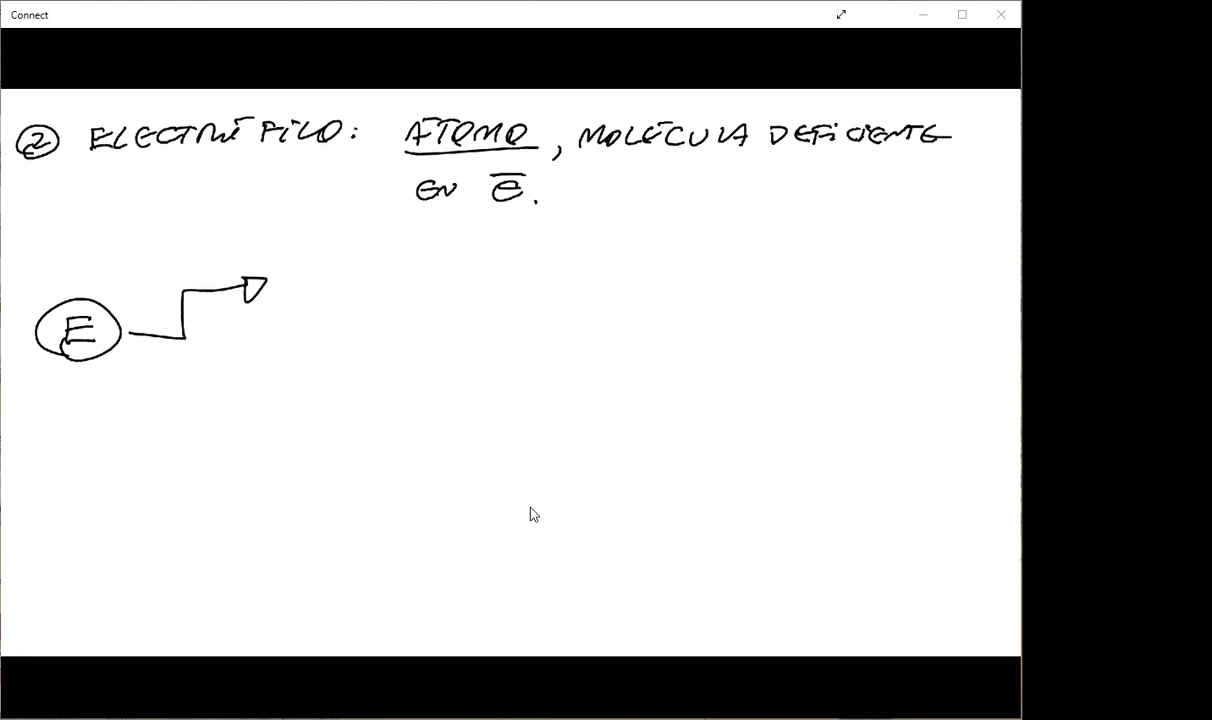 Connect
② ELECTRÓFILO: ÁTOMO, MOLÉCULA DEFICIENTE
EN e̅.
E